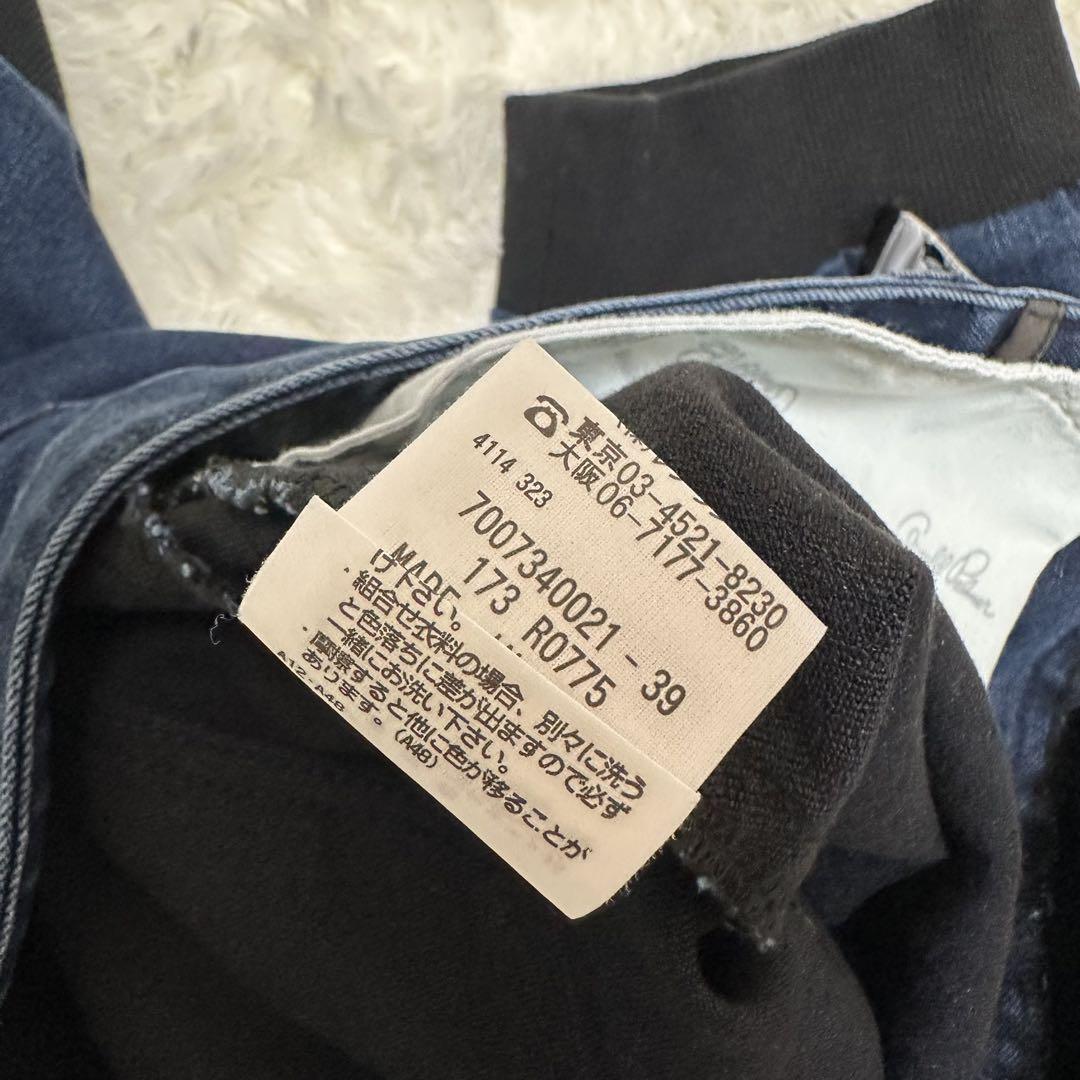 東京03-4521-8230
大阪06-7177-3860
4114 323
7007340021 - 39
173 R0775
MADE
け下さい。
・組合せ衣料の場合、別々に洗う
と色落ちに差が出ますので必ず
一緒にお洗い下さい。
・摩擦すると他に色が移ることが
あります。(A48)
A12-A48